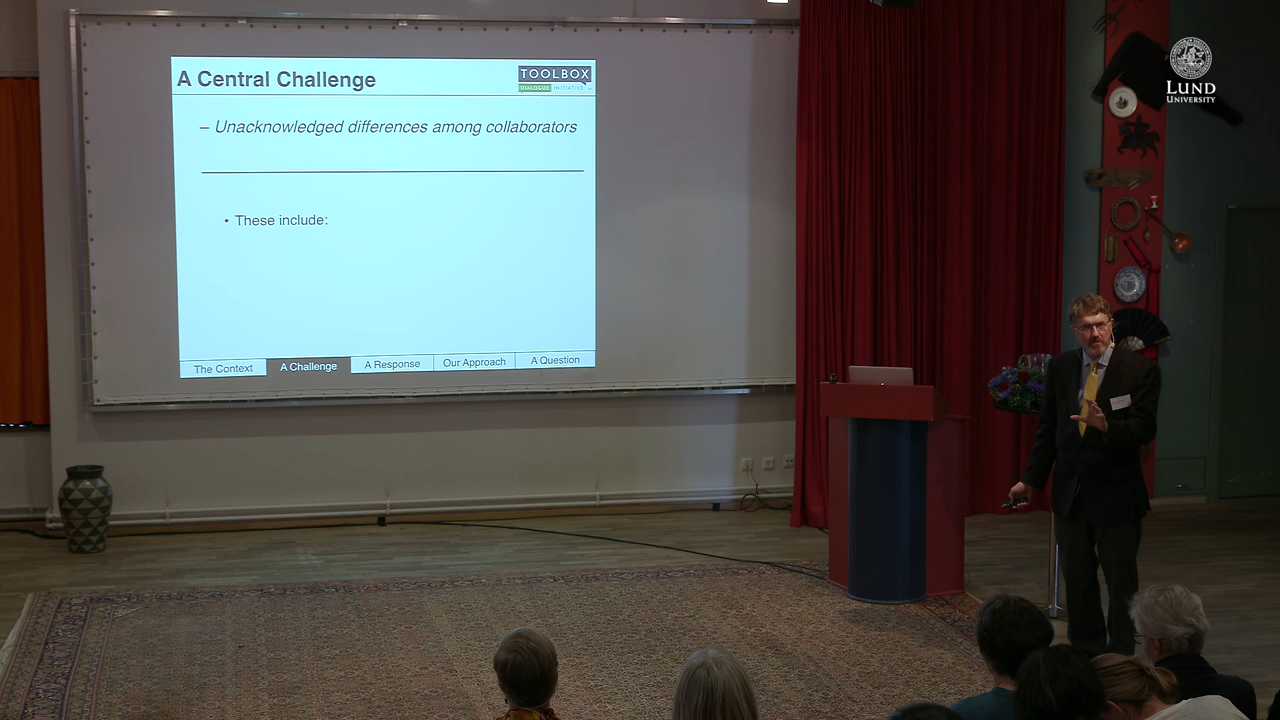 A Central Challenge
TOOLBOX
DIALOGUE INITIATIVE
– Unacknowledged differences among collaborators
• These include:
The Context
A Challenge
A Response
Our Approach
A Question
LUND
UNIVERSITY